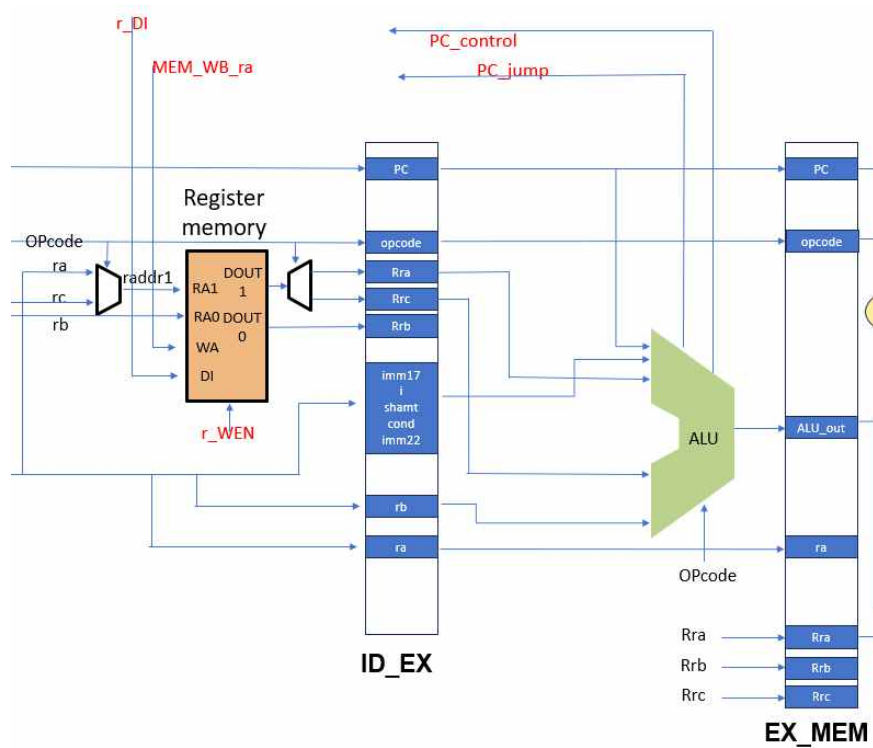 r_DI
PC_control
MEM_WB_ra
PC_jump
PC
PC
Register
memory
OPcode
opcode
opcode
ra
raddr1
rc
rb
RA1
DOUT
1
RA0
DOUT
0
WA
DI
Rra
Rrc
Rrb
imm17
i
shamt
cond
imm22
r_WEN
ALU
ALU_out
rb
ra
ra
OPcode
Rra
Rra
Rrb
Rrb
Rrc
Rrc
ID_EX
EX_MEM